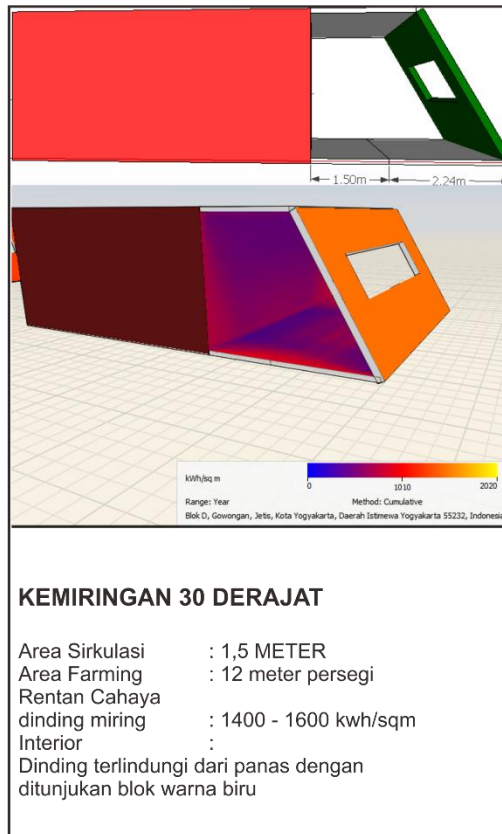 1.50m
2.24m
kWh/sq m
0
1010
2020
Range: Year
Method: Cumulative
Blok D, Gowongan, Jetis, Kota Yogyakarta, Daerah Istimewa Yogyakarta 55232, Indonesia
KEMIRINGAN 30 DERAJAT
Area Sirkulasi : 1,5 METER
Area Farming : 12 meter persegi
Rentan Cahaya
dinding miring : 1400 - 1600 kwh/sqm
Interior :
Dinding terlindungi dari panas dengan
ditunjukan blok warna biru